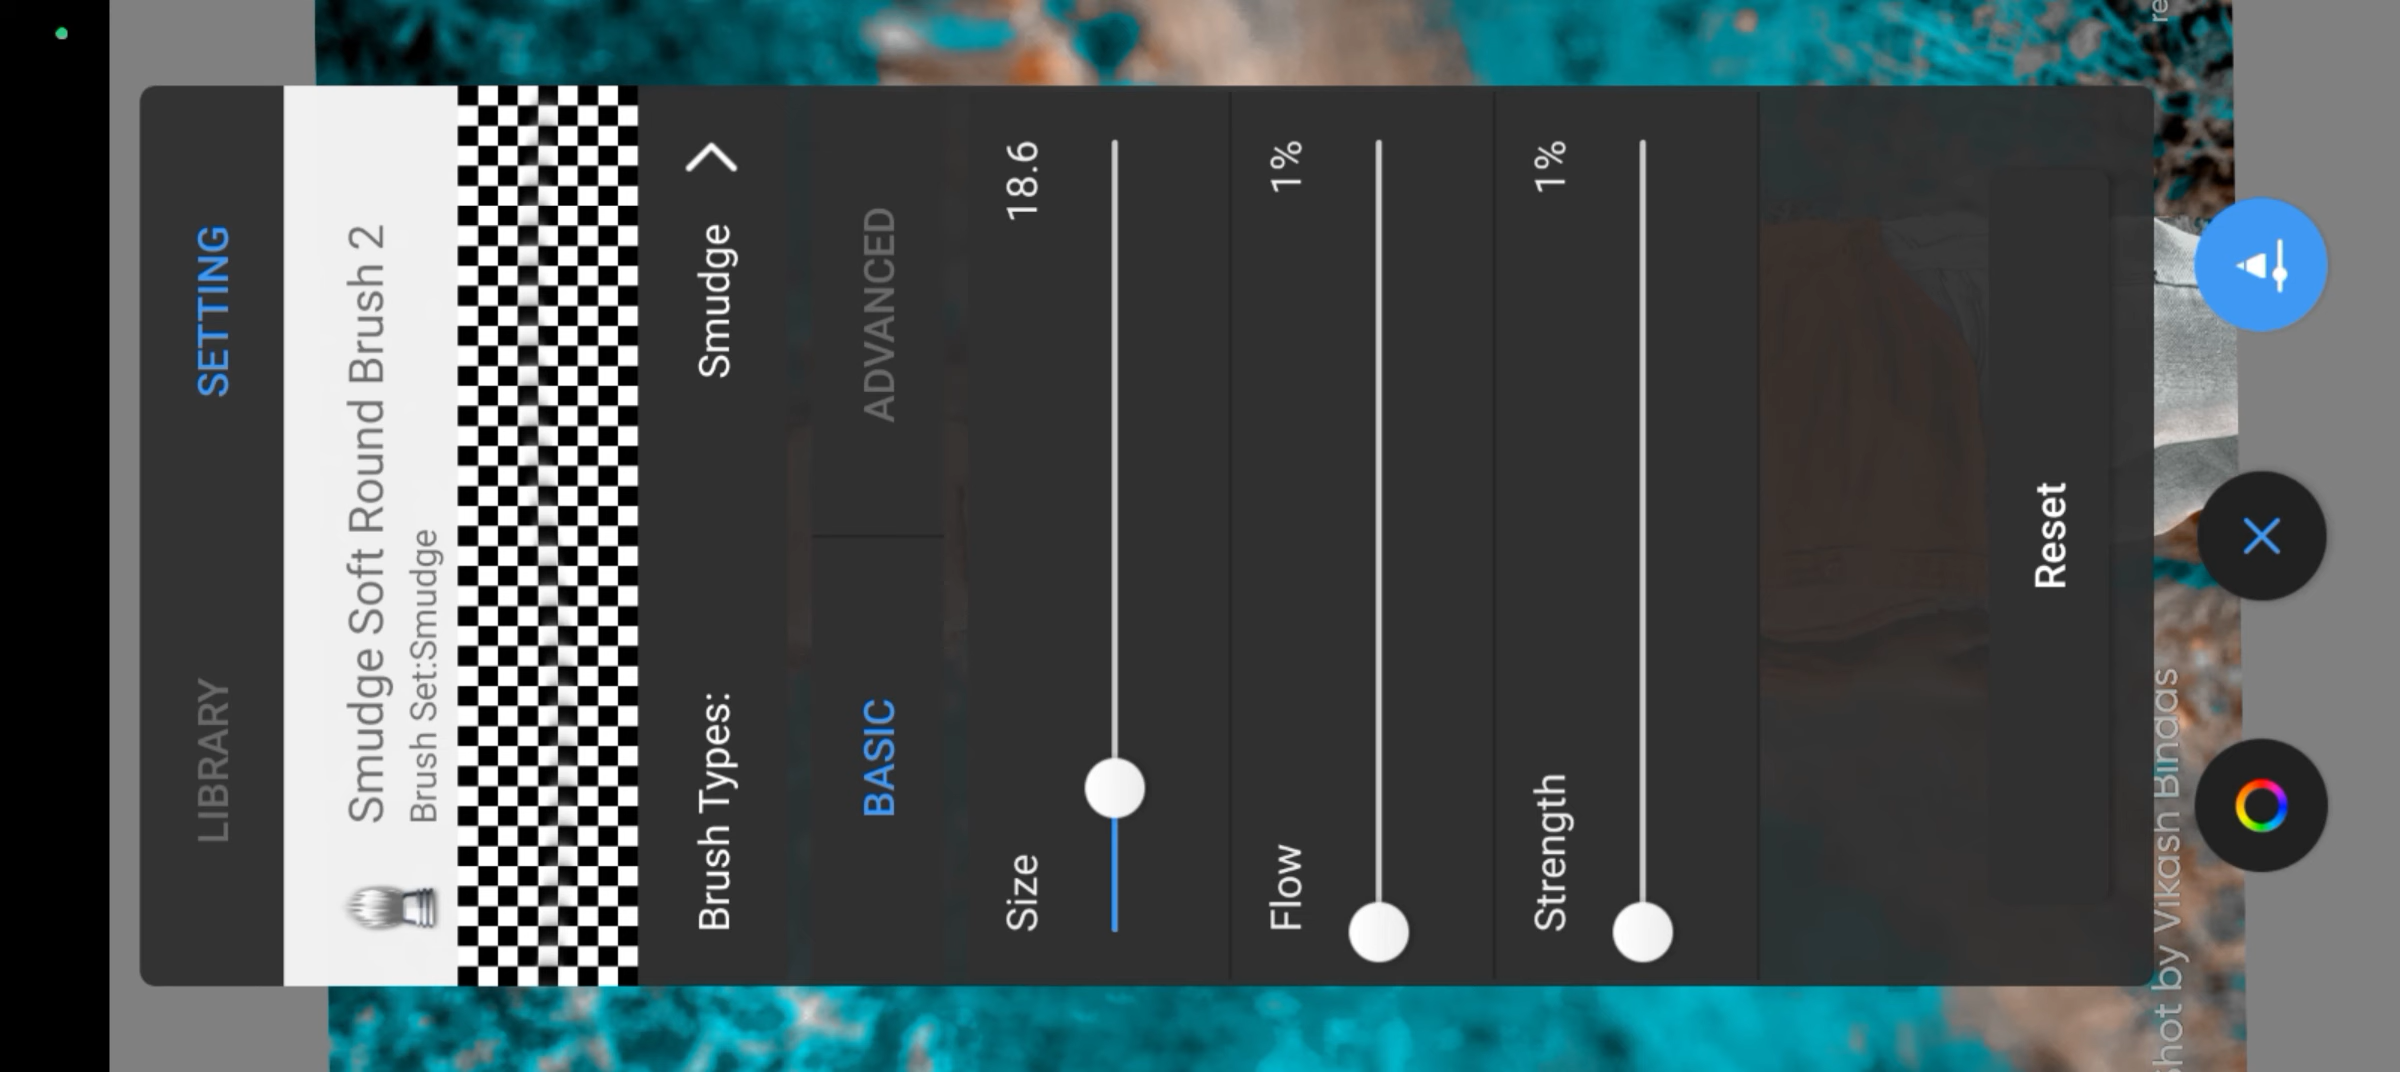 LIBRARY
SETTING
Smudge Soft Round Brush 2
Brush Set:Smudge
Brush Types:
Smudge
BASIC
ADVANCED
Size
18.6
Flow
1%
Strength
1%
Reset
hot by Vikash Bindas
re